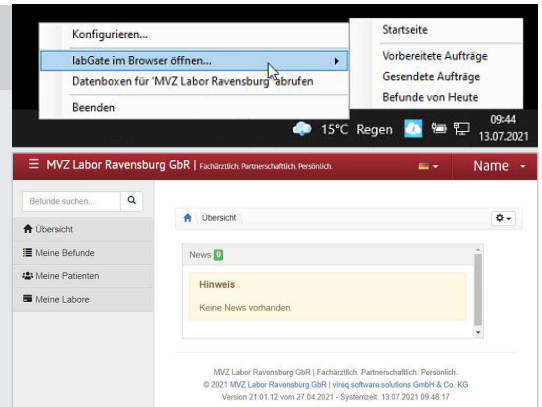 Konfigurieren...
labGate im Browser öffnen...
Datenboxen für 'MVZ Labor Ravensburg' abrufen
Beenden
Startseite
Vorbereitete Aufträge
Gesendete Aufträge
Befunde von Heute
15°C Regen
09:44
13.07.2021
MVZ Labor Ravensburg GbR | Fachärztlich. Partnerschaftlich. Persönlich.
Name
Befunde suchen...
Übersicht
Meine Befunde
Meine Patienten
Meine Labore
Übersicht
News 0
Hinweis
Keine News vorhanden.
MVZ Labor Ravensburg GbR | Fachärztlich. Partnerschaftlich. Persönlich.
© 2021 MVZ Labor Ravensburg GbR | vireq software solutions GmbH & Co. KG
Version 21.01.12 vom 27.04.2021 - Systemzeit: 13.07.2021 09:48:17